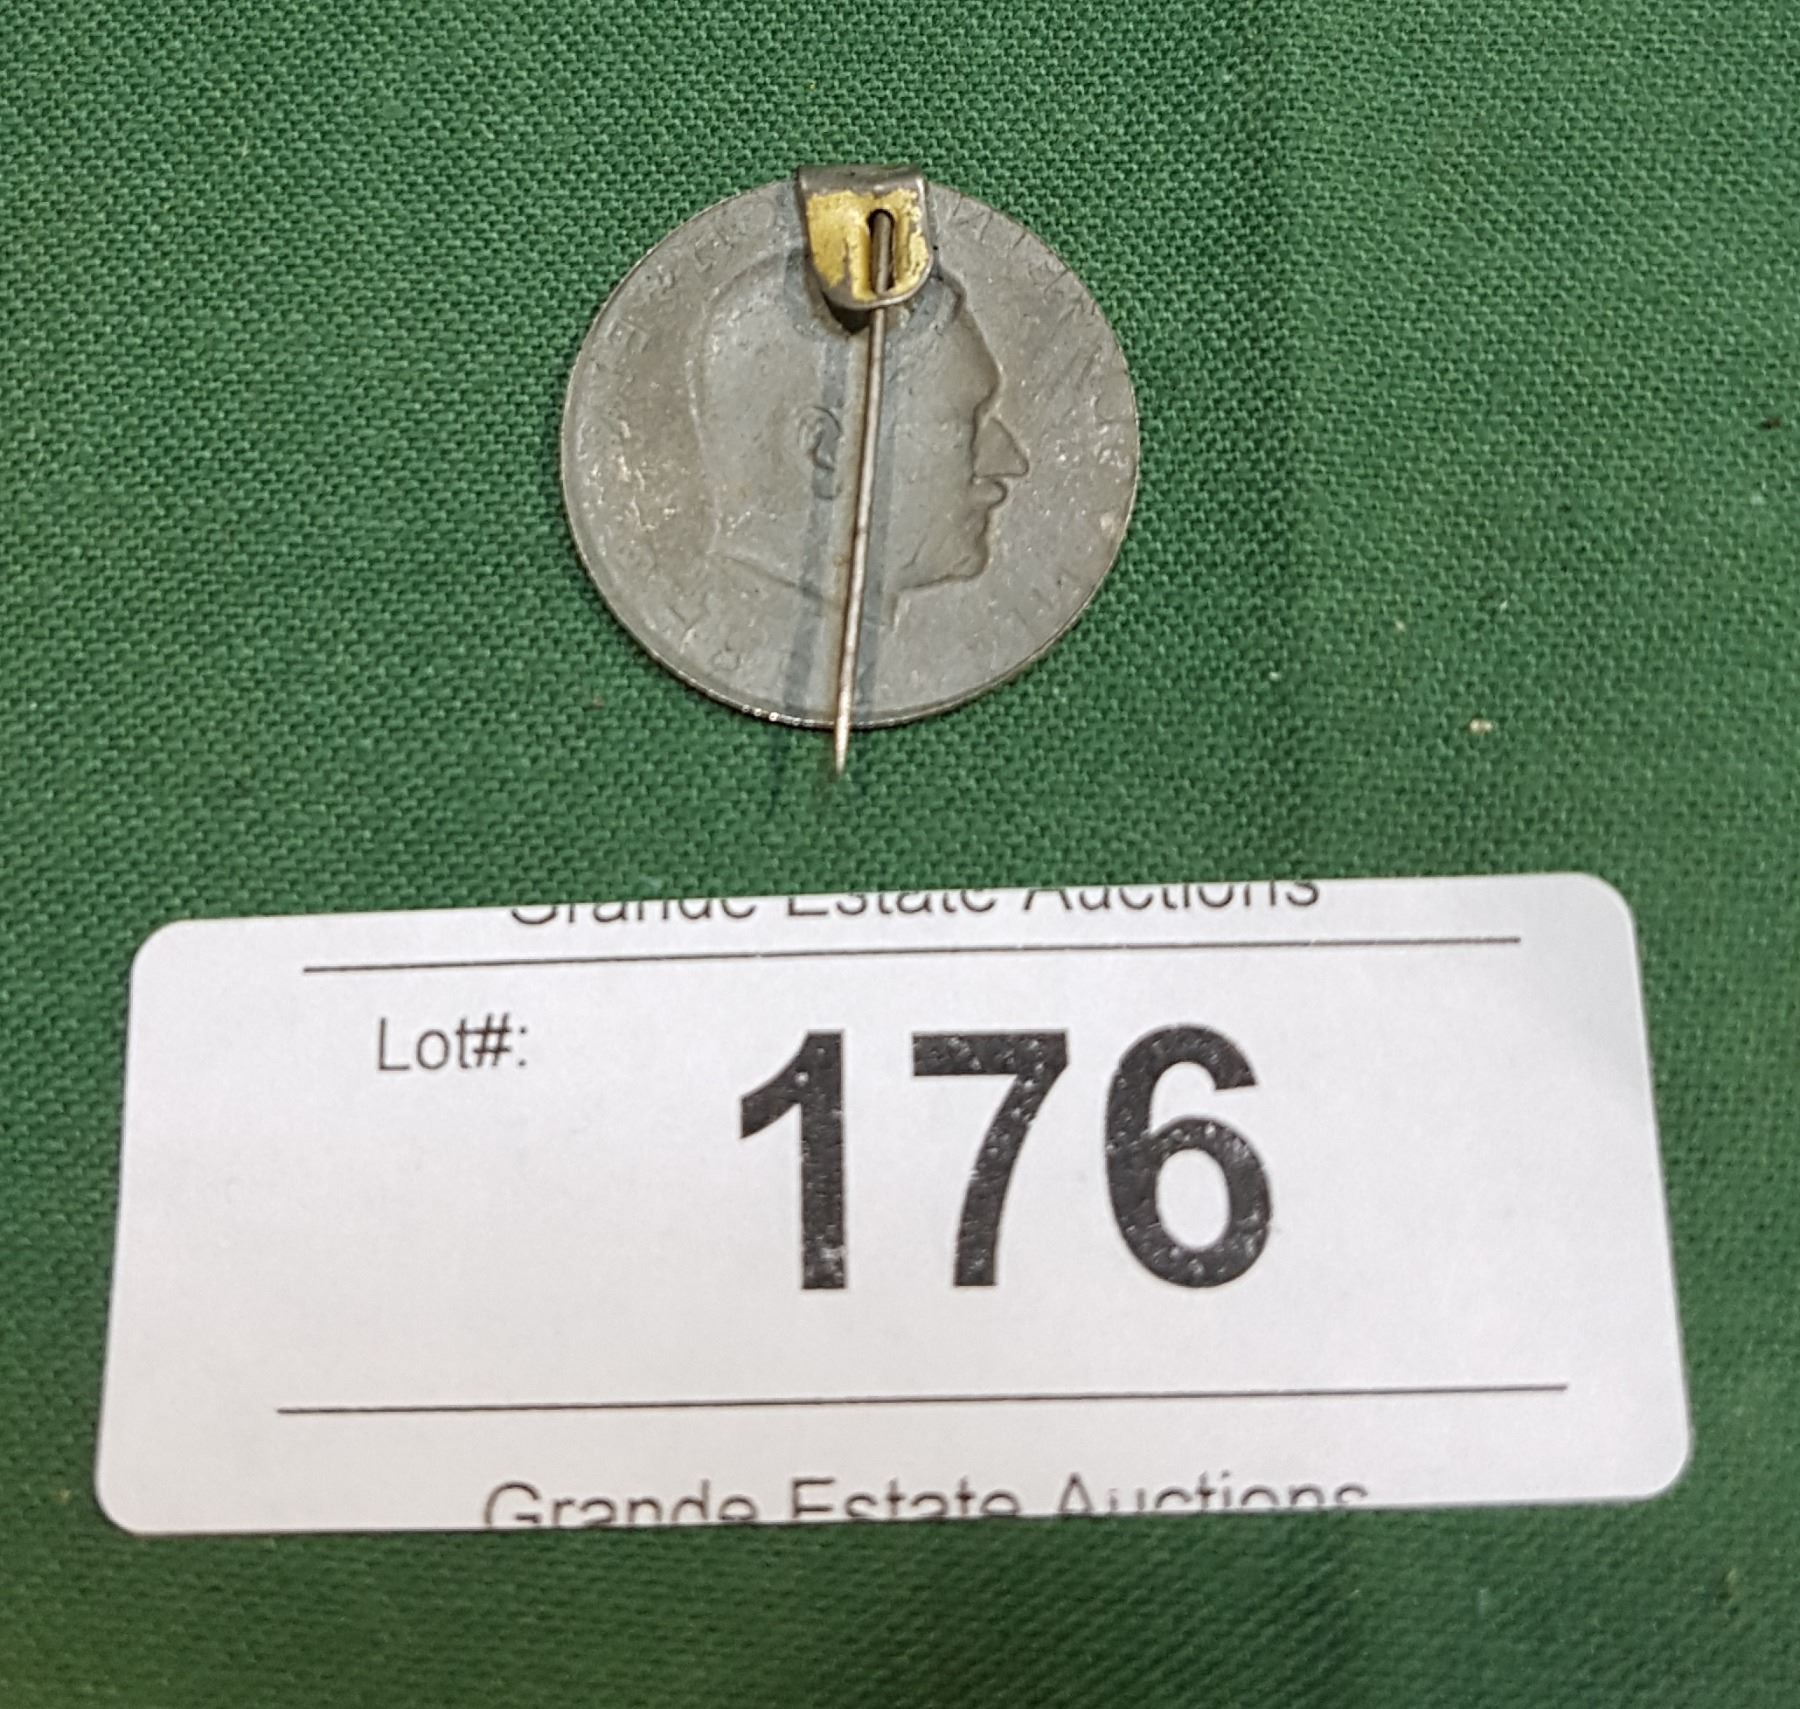 Grande Estate Auctions
Lot#:
176
Grande Estate Auctions